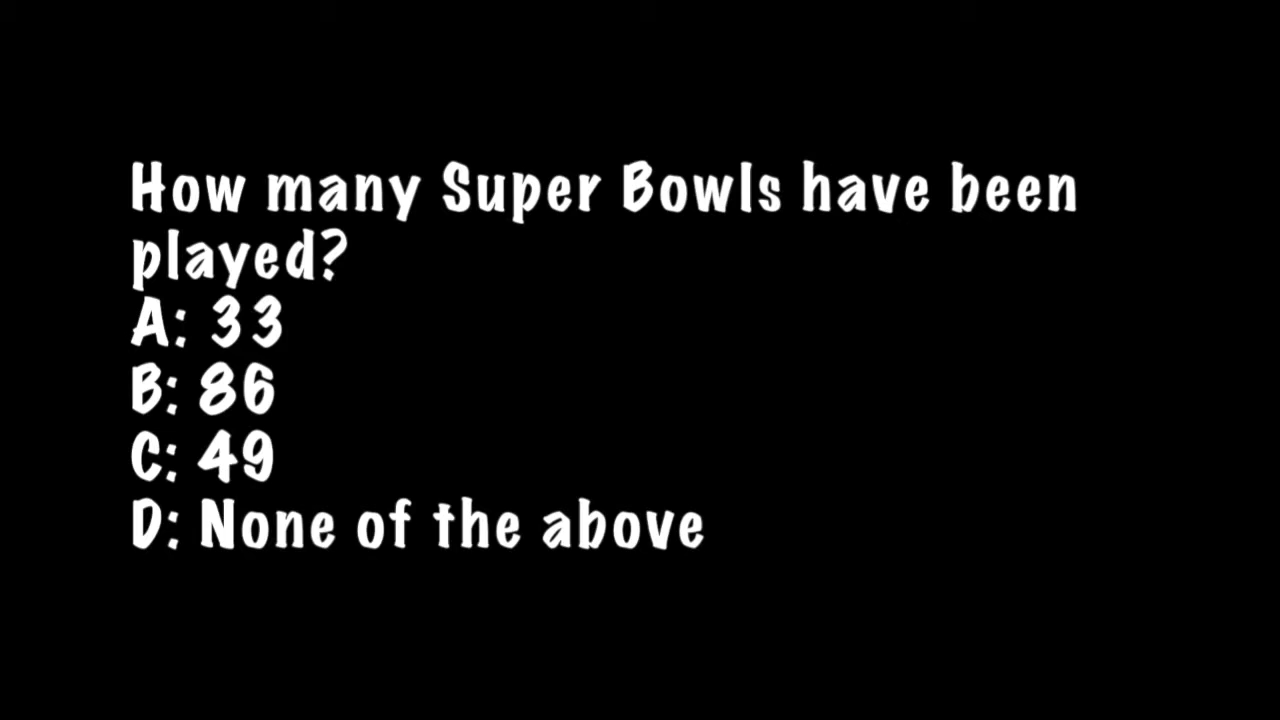 How many Super Bowls have been
played?
A: 33
B: 86
C: 49
D: None of the above